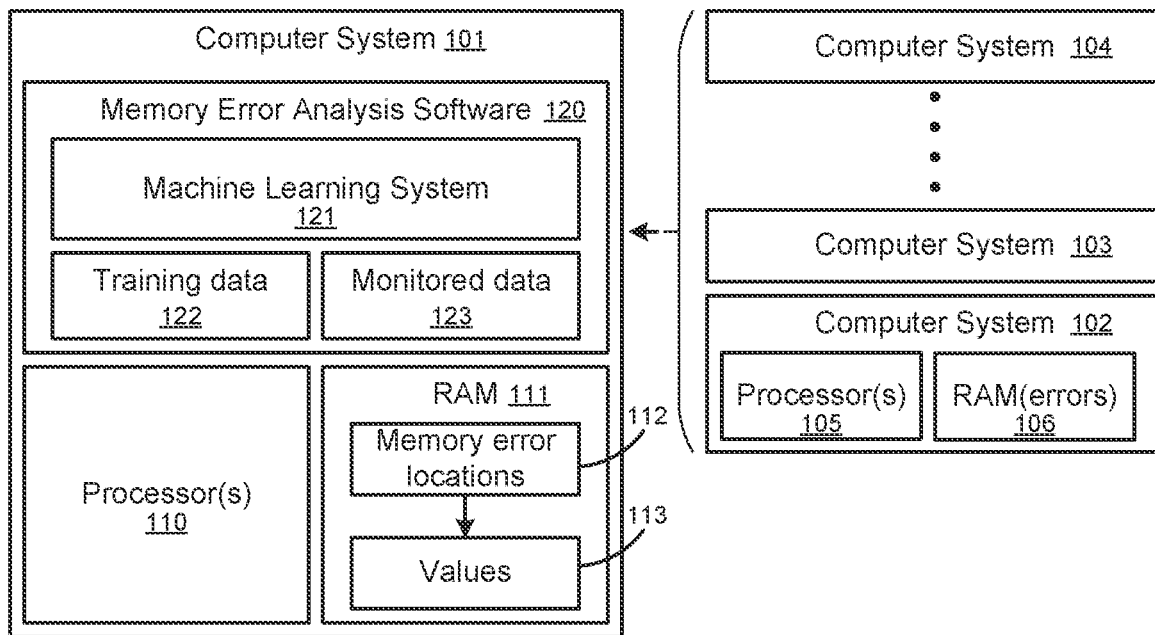 Computer System 101
Memory Error Analysis Software 120
Machine Learning System
121
Training data
122
Monitored data
123
Processor(s)
110
RAM 111
Memory error
locations
112
Values
113
Computer System 104
Computer System 103
Computer System 102
Processor(s)
105
RAM(errors)
106